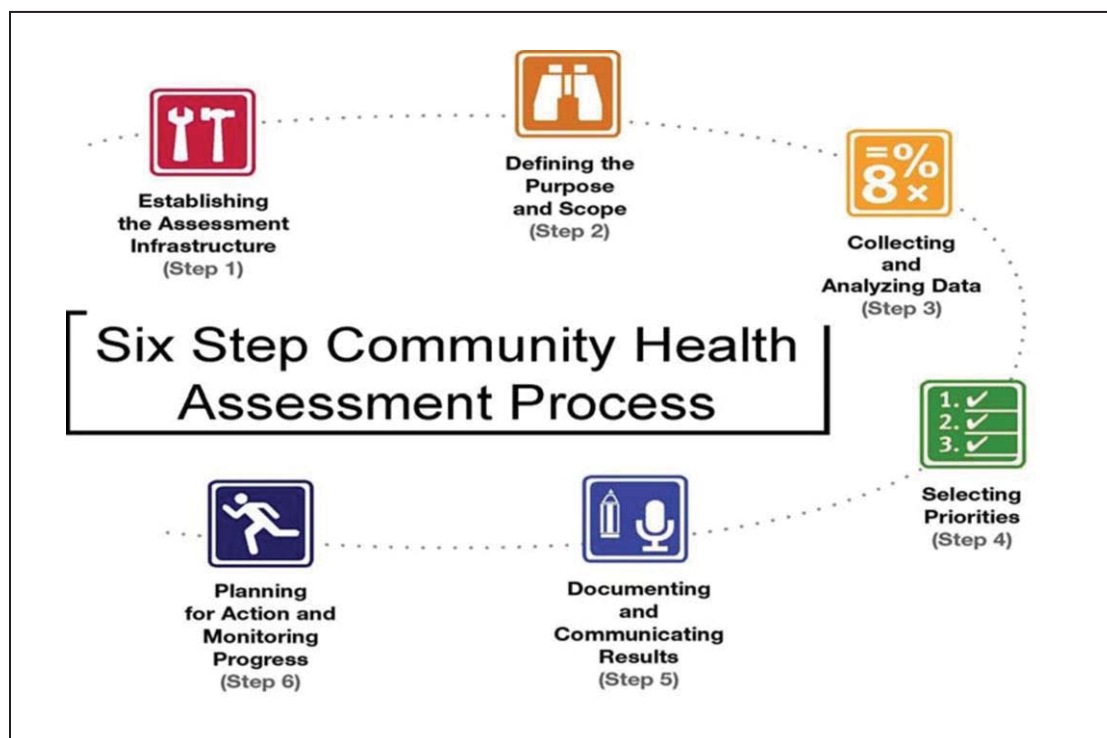 Establishing
the Assessment
Infrastructure
(Step 1)
Defining the
Purpose
and Scope
(Step 2)
=%
8×
Collecting
and
Analyzing Data
(Step 3)
Six Step Community Health
Assessment Process
1. ✓
2. ✓
3. ✓
Selecting
Priorities
(Step 4)
Documenting
and
Communicating
Results
(Step 5)
Planning
for Action and
Monitoring
Progress
(Step 6)